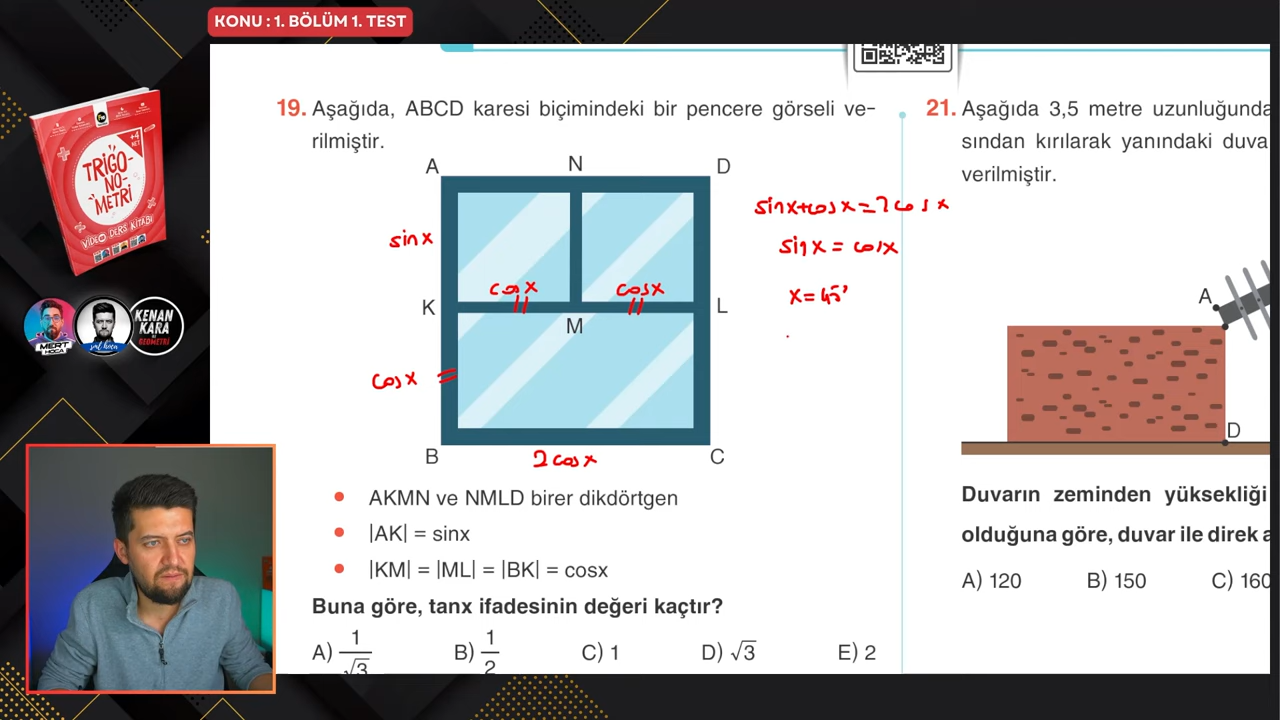 KONU : 1. BÖLÜM 1. TEST
+4 NET
TRİGO-
NO-
METRİ
VİDEO DERS KİTABI
MERT HOCA
KENAN
KARA
GEOMETRİ
19. Aşağıda, ABCD karesi biçimindeki bir pencere görseli ve-
rilmiştir.
A N D
sinx
cosx cosx
K M L
cosx
B C
2cosx
sinx+cosx=2cosx
sinx = cosx
x=45°
• AKMN ve NMLD birer dikdörtgen
• |AK| = sinx
• |KM| = |ML| = |BK| = cosx
Buna göre, tanx ifadesinin değeri kaçtır?
A) 1/√3 B) 1/2 C) 1 D) √3 E) 2
21. Aşağıda 3,5 metre uzunluğunda
sından kırılarak yanındaki duva
verilmiştir.
A
D
Duvarın zeminden yüksekliği
olduğuna göre, duvar ile direk a
A) 120 B) 150 C) 160